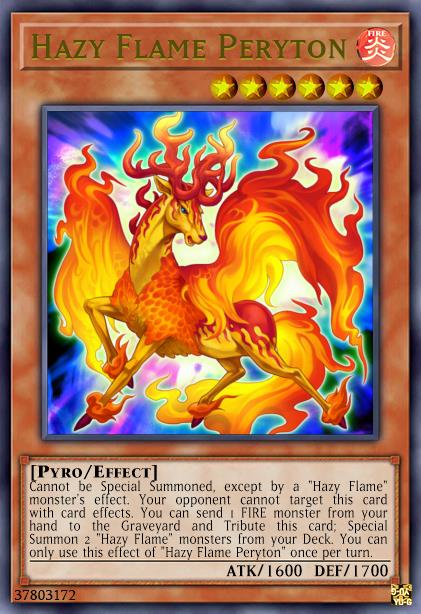 HAZY FLAME PERYTON
FIRE
炎
[PYRO/EFFECT]
Cannot be Special Summoned, except by a "Hazy Flame"
monster's effect. Your opponent cannot target this card
with card effects. You can send 1 FIRE monster from your
hand to the Graveyard and Tribute this card; Special
Summon 2 "Hazy Flame" monsters from your Deck. You can
only use this effect of "Hazy Flame Peryton" once per turn.
ATK/1600 DEF/1700
37803172